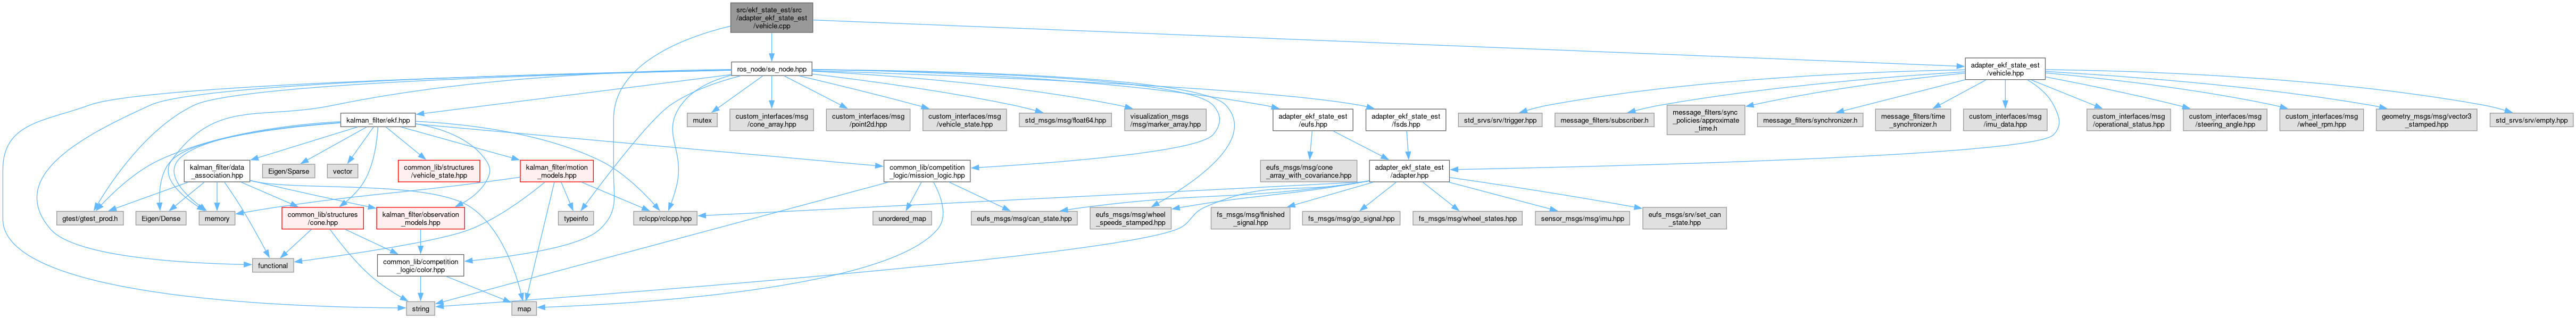 src/ekf_state_est/src
/adapter_ekf_state_est
/vehicle.cpp
ros_node/se_node.hpp
adapter_ekf_state_est
/vehicle.hpp
kalman_filter/ekf.hpp
mutex
custom_interfaces/msg
/cone_array.hpp
custom_interfaces/msg
/point2d.hpp
custom_interfaces/msg
/vehicle_state.hpp
std_msgs/msg/float64.hpp
visualization_msgs
/msg/marker_array.hpp
adapter_ekf_state_est
/eufs.hpp
adapter_ekf_state_est
/fsds.hpp
std_srvs/srv/trigger.hpp
message_filters/subscriber.h
message_filters/sync
_policies/approximate
_time.h
message_filters/synchronizer.h
message_filters/time
_synchronizer.h
custom_interfaces/msg
/imu_data.hpp
custom_interfaces/msg
/operational_status.hpp
custom_interfaces/msg
/steering_angle.hpp
custom_interfaces/msg
/wheel_rpm.hpp
geometry_msgs/msg/vector3
_stamped.hpp
std_srvs/srv/empty.hpp
kalman_filter/data
_association.hpp
Eigen/Sparse
vector
common_lib/structures
/vehicle_state.hpp
kalman_filter/motion
_models.hpp
common_lib/competition
_logic/mission_logic.hpp
eufs_msgs/msg/cone
_array_with_covariance.hpp
adapter_ekf_state_est
/adapter.hpp
gtest/gtest_prod.h
Eigen/Dense
memory
common_lib/structures
/cone.hpp
kalman_filter/observation
_models.hpp
typeinfo
rclcpp/rclcpp.hpp
unordered_map
eufs_msgs/msg/can_state.hpp
eufs_msgs/msg/wheel
_speeds_stamped.hpp
fs_msgs/msg/finished
_signal.hpp
fs_msgs/msg/go_signal.hpp
fs_msgs/msg/wheel_states.hpp
sensor_msgs/msg/imu.hpp
eufs_msgs/srv/set_can
_state.hpp
functional
common_lib/competition
_logic/color.hpp
string
map